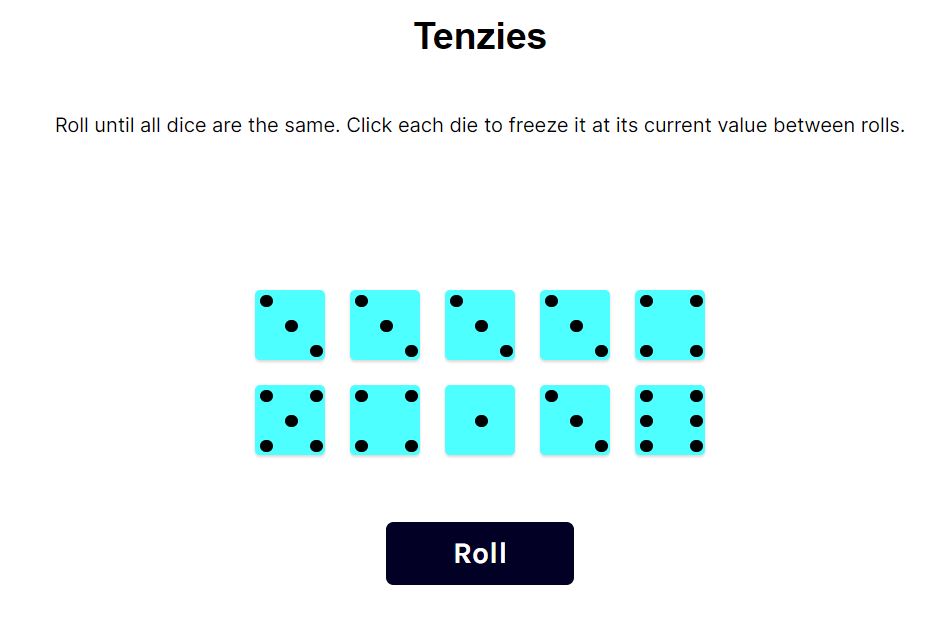 Tenzies
Roll until all dice are the same. Click each die to freeze it at its current value between rolls.
Roll